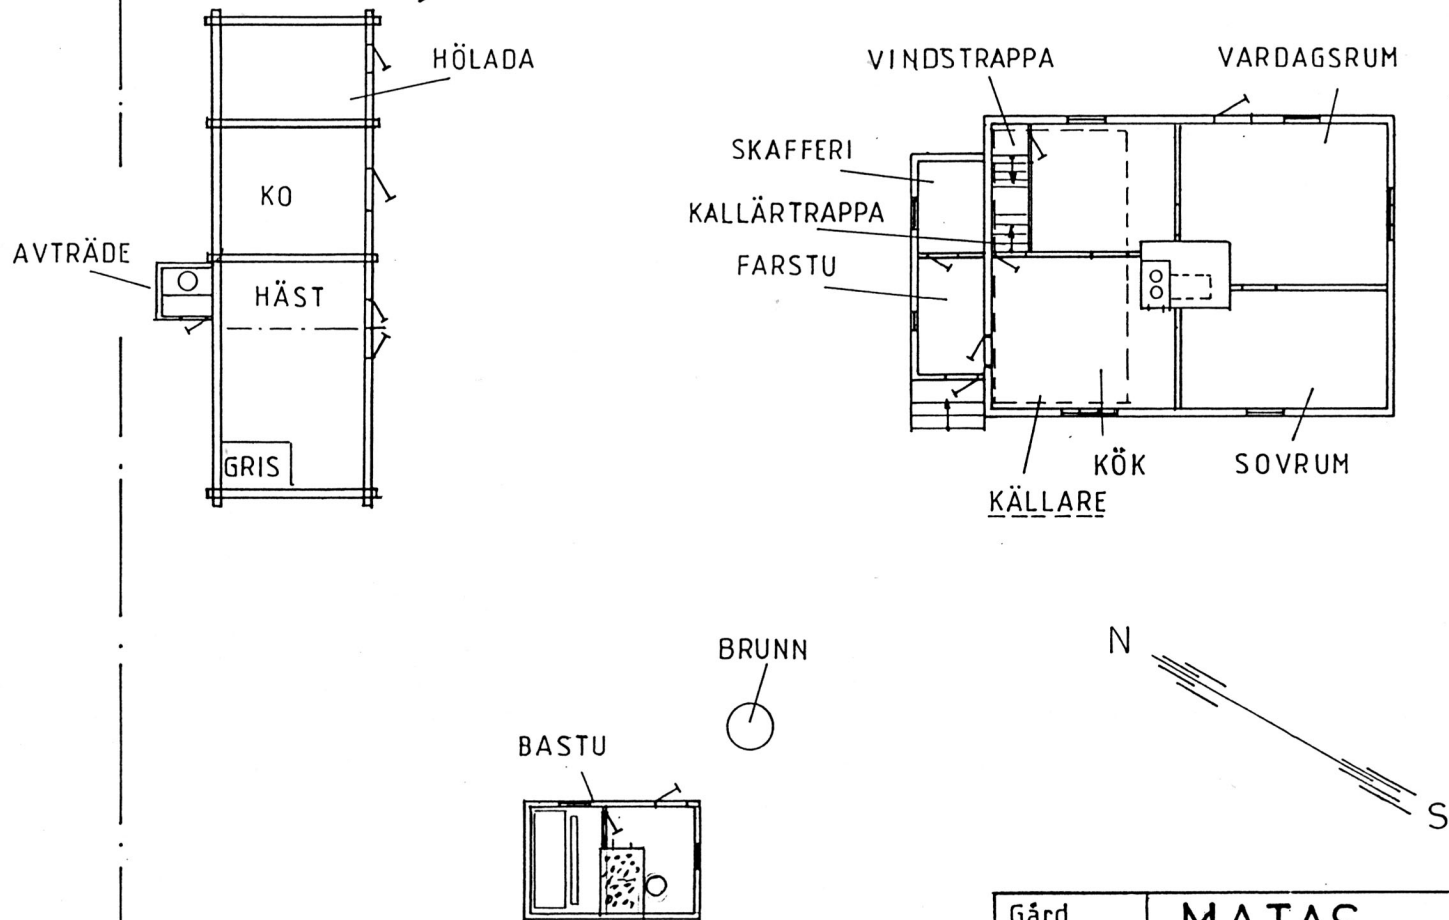 HÖLADA
KO
AVTRÄDE
HÄST
GRIS
VINDSTRAPPA
VARDAGSRUM
SKAFFERI
KALLÄRTRAPPA
FARSTU
KÖK
SOVRUM
KÄLLARE
BRUNN
BASTU
N
S
Gård
MATAS